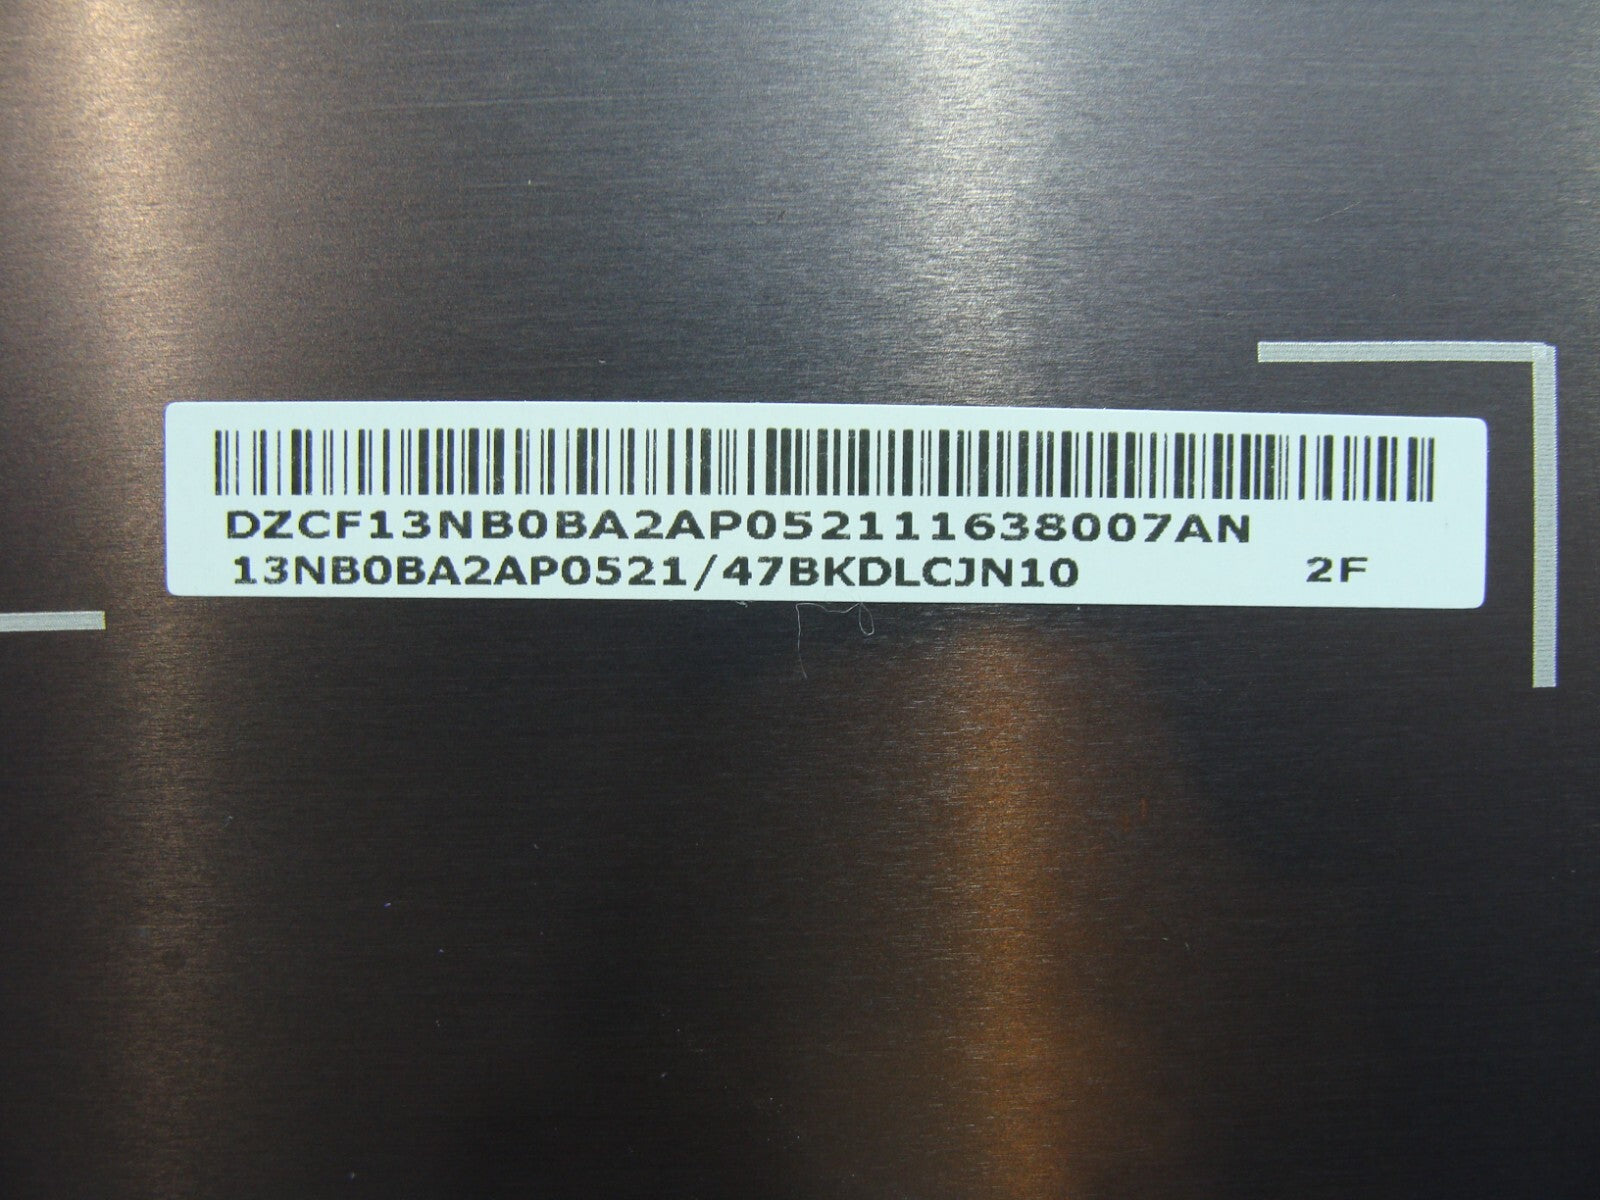 DZCF13NB0BA2AP052111638007AN
13NB0BA2AP0521/47BKDLCJN10 2F